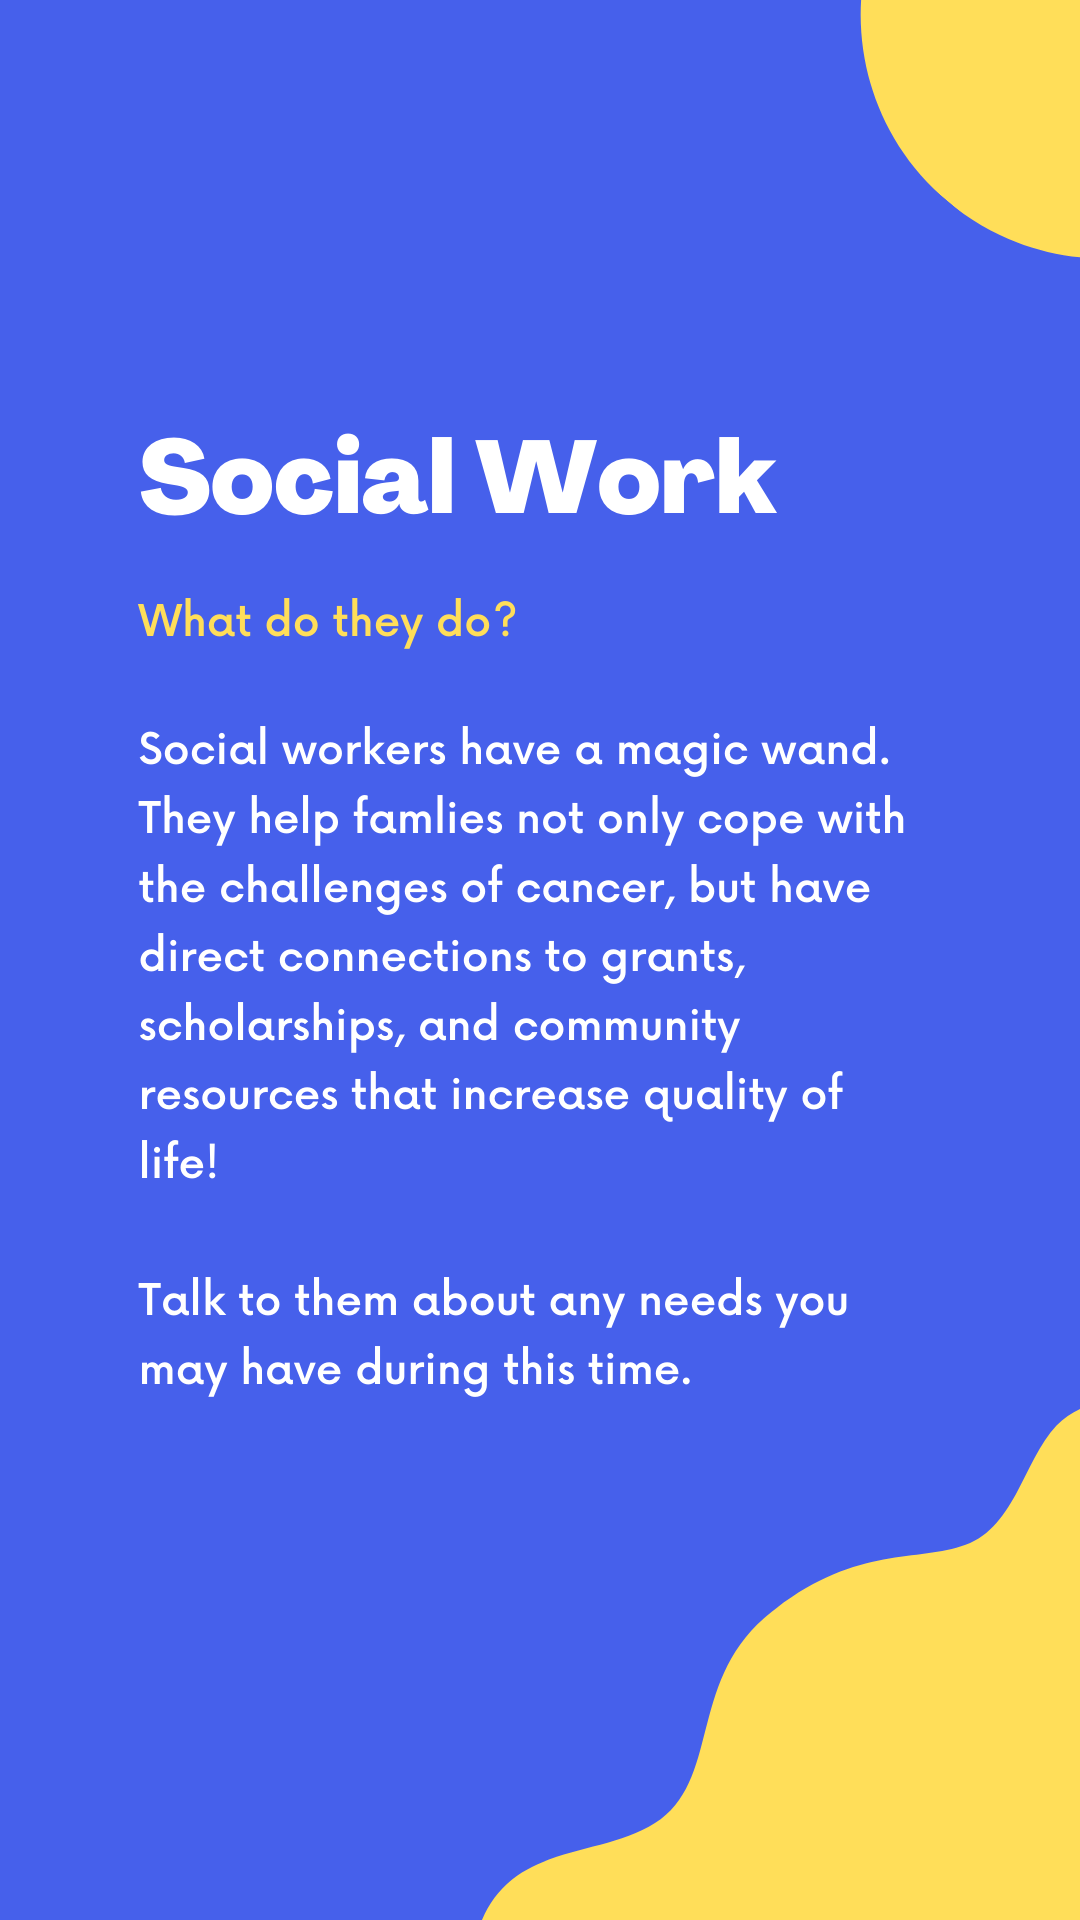 Social Work
What do they do?
Social workers have a magic wand.
They help famlies not only cope with
the challenges of cancer, but have
direct connections to grants,
scholarships, and community
resources that increase quality of
life!
Talk to them about any needs you
may have during this time.